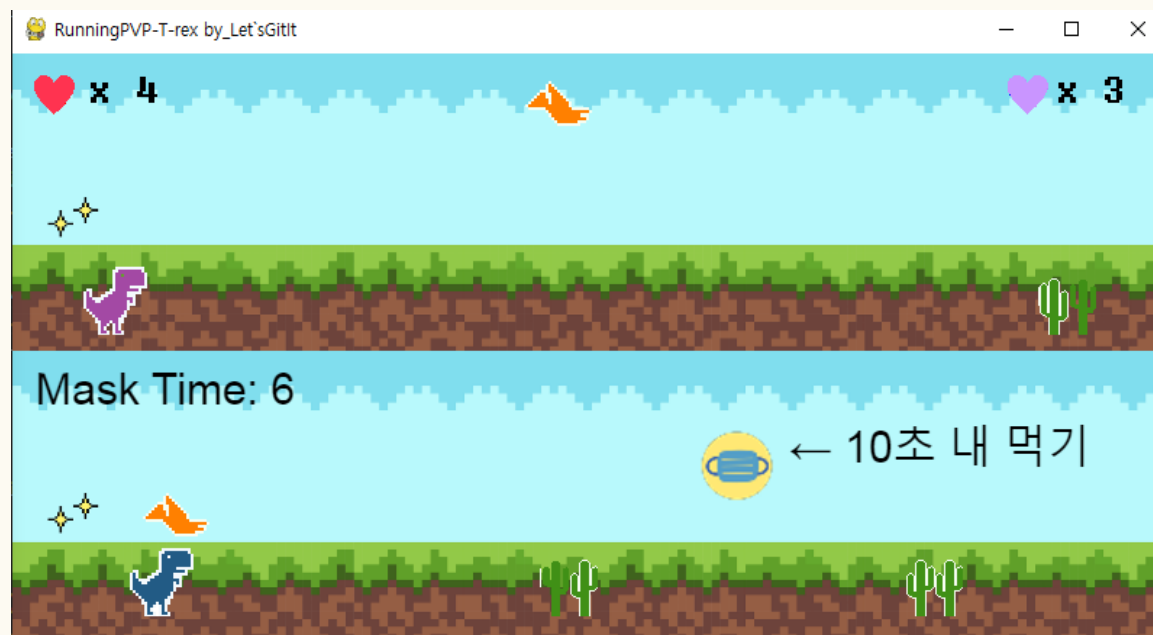 RunningPVP-T-rex by_Let`sGitIt
x 4
x 3
Mask Time: 6
← 10초 내 먹기